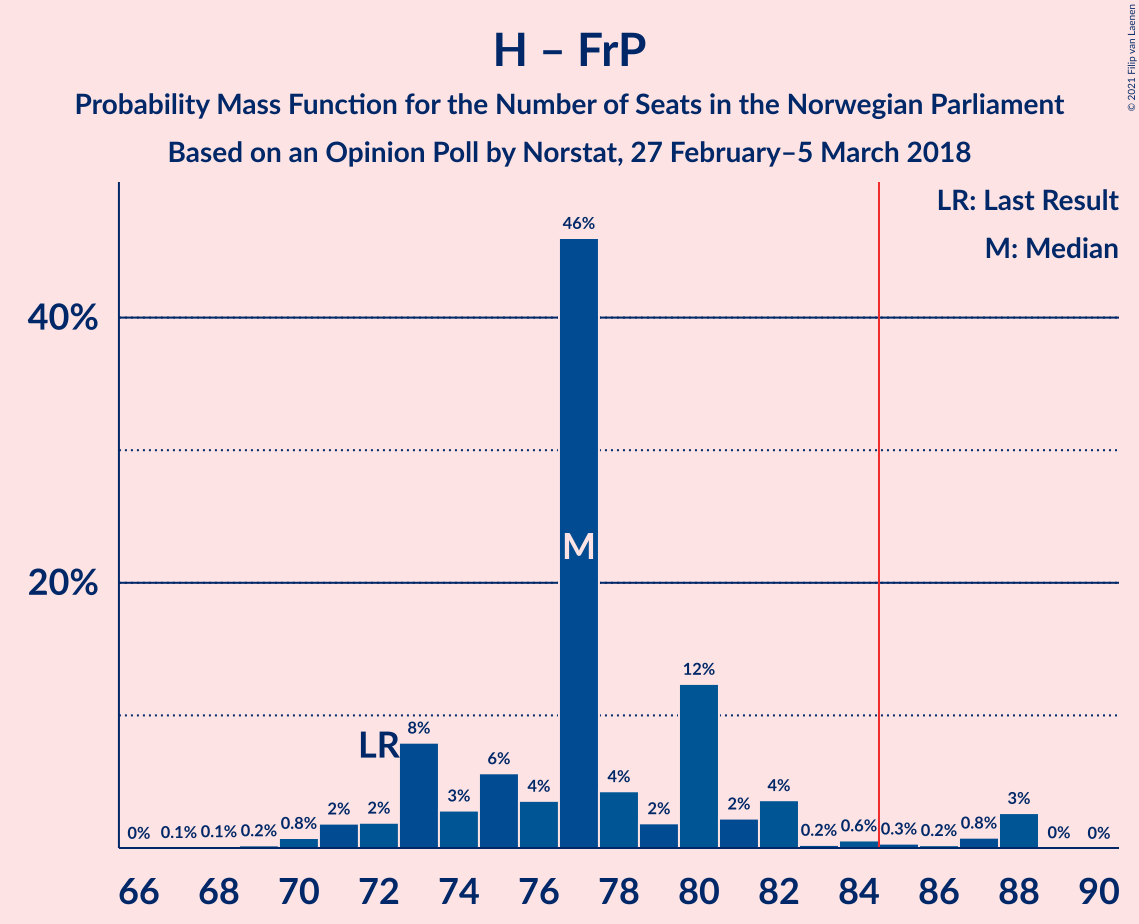 H – FrP
Probability Mass Function for the Number of Seats in the Norwegian Parliament
Based on an Opinion Poll by Norstat, 27 February–5 March 2018
© 2021 Filip van Laenen
LR: Last Result
M: Median
40%
20%
0% 0.1% 0.1% 0.2% 0.8% 2% 2% 8% 3% 6% 4% 46% 4% 2% 12% 2% 4% 0.2% 0.6% 0.3% 0.2% 0.8% 3% 0% 0%
LR
M
66 68 70 72 74 76 78 80 82 84 86 88 90